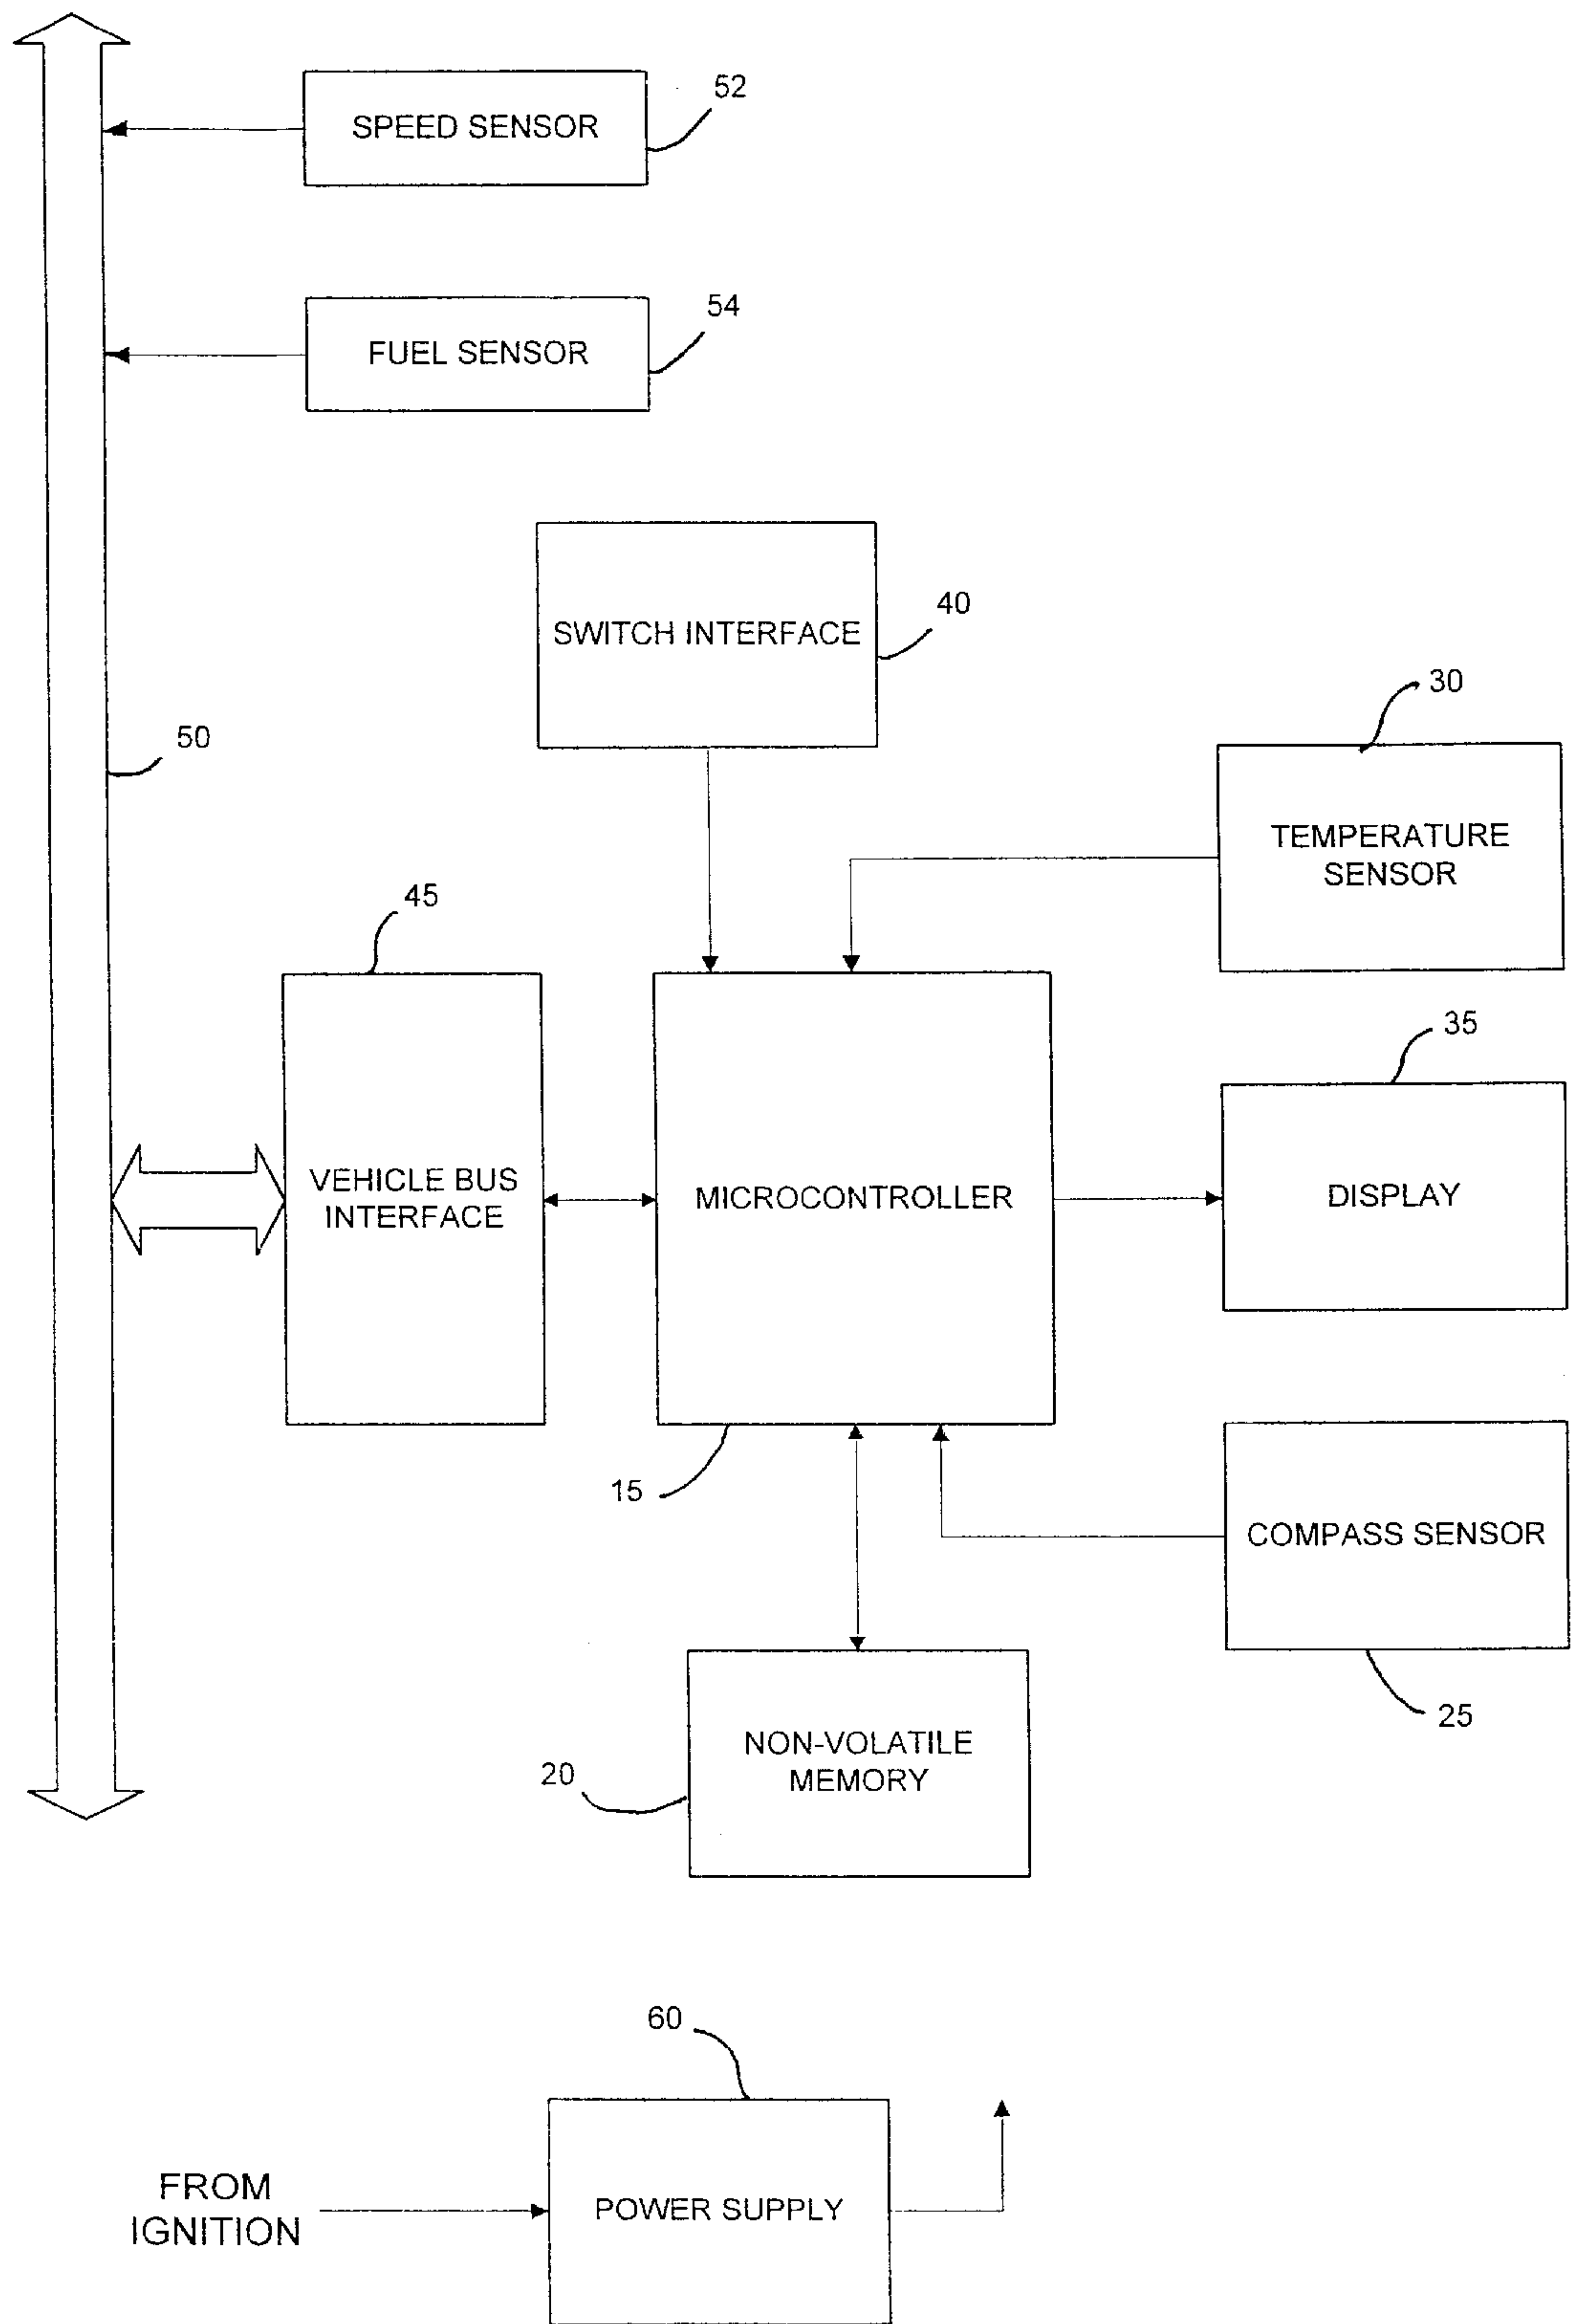 52
SPEED SENSOR
54
FUEL SENSOR
40
SWITCH INTERFACE
30
50
TEMPERATURE
SENSOR
45
35
VEHICLE BUS
INTERFACE
MICROCONTROLLER
DISPLAY
15
COMPASS SENSOR
25
NON-VOLATILE
MEMORY
20
60
FROM
IGNITION
POWER SUPPLY